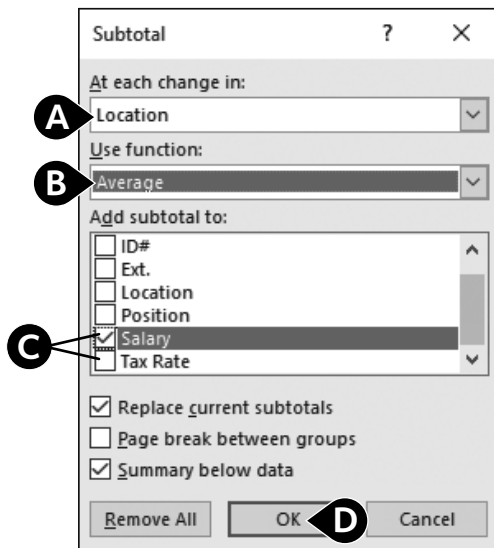 Subtotal ? ×
At each change in:
A Location
Use function:
B Average
Add subtotal to:
ID#
Ext.
Location
Position
C Salary
Tax Rate
Replace current subtotals
Page break between groups
Summary below data
Remove All OK D Cancel